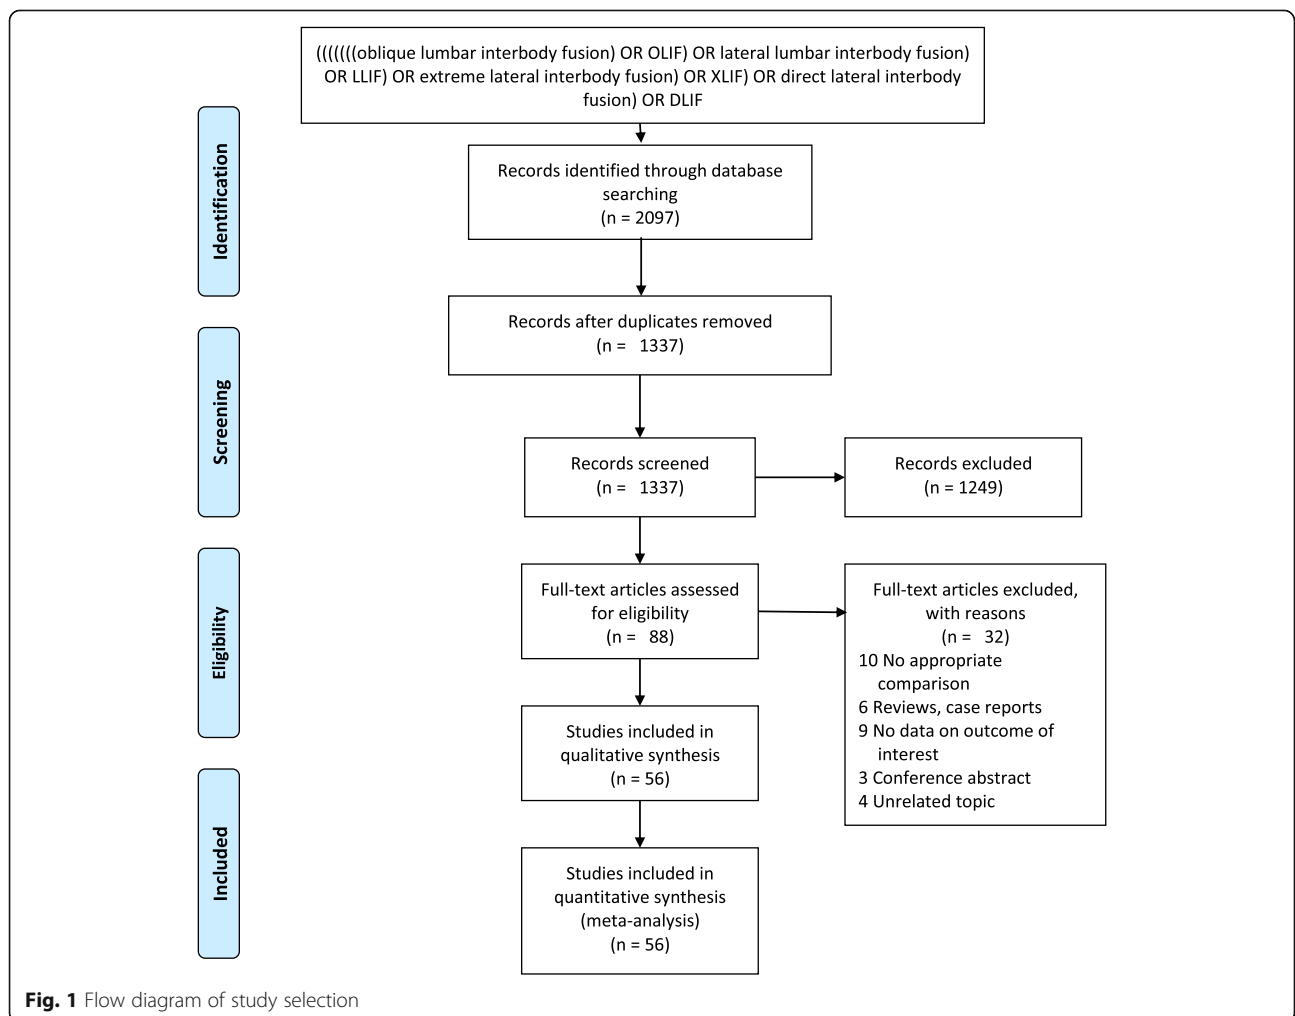 (((((((oblique lumbar interbody fusion) OR OLIF) OR lateral lumbar interbody fusion)
OR LLIF) OR extreme lateral interbody fusion) OR XLIF) OR direct lateral interbody
fusion) OR DLIF
Identification
Records identified through database
searching
(n = 2097)
Records after duplicates removed
(n = 1337)
Screening
Records screened
(n = 1337)
Records excluded
(n = 1249)
Eligibility
Full-text articles assessed
for eligibility
(n = 88)
Full-text articles excluded,
with reasons
(n = 32)
10 No appropriate
comparison
6 Reviews, case reports
9 No data on outcome of
interest
3 Conference abstract
4 Unrelated topic
Studies included in
qualitative synthesis
(n = 56)
Included
Studies included in
quantitative synthesis
(meta-analysis)
(n = 56)
Fig. 1 Flow diagram of study selection